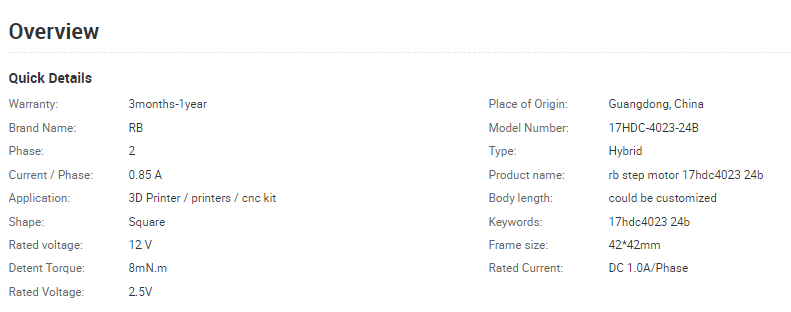 Overview
Quick Details
Warranty: 3months-1year Place of Origin: Guangdong, China
Brand Name: RB Model Number: 17HDC-4023-24B
Phase: 2 Type: Hybrid
Current / Phase: 0.85 A Product name: rb step motor 17hdc4023 24b
Application: 3D Printer / printers / cnc kit Body length: could be customized
Shape: Square Keywords: 17hdc4023 24b
Rated voltage: 12 V Frame size: 42*42mm
Detent Torque: 8mN.m Rated Current: DC 1.0A/Phase
Rated Voltage: 2.5V